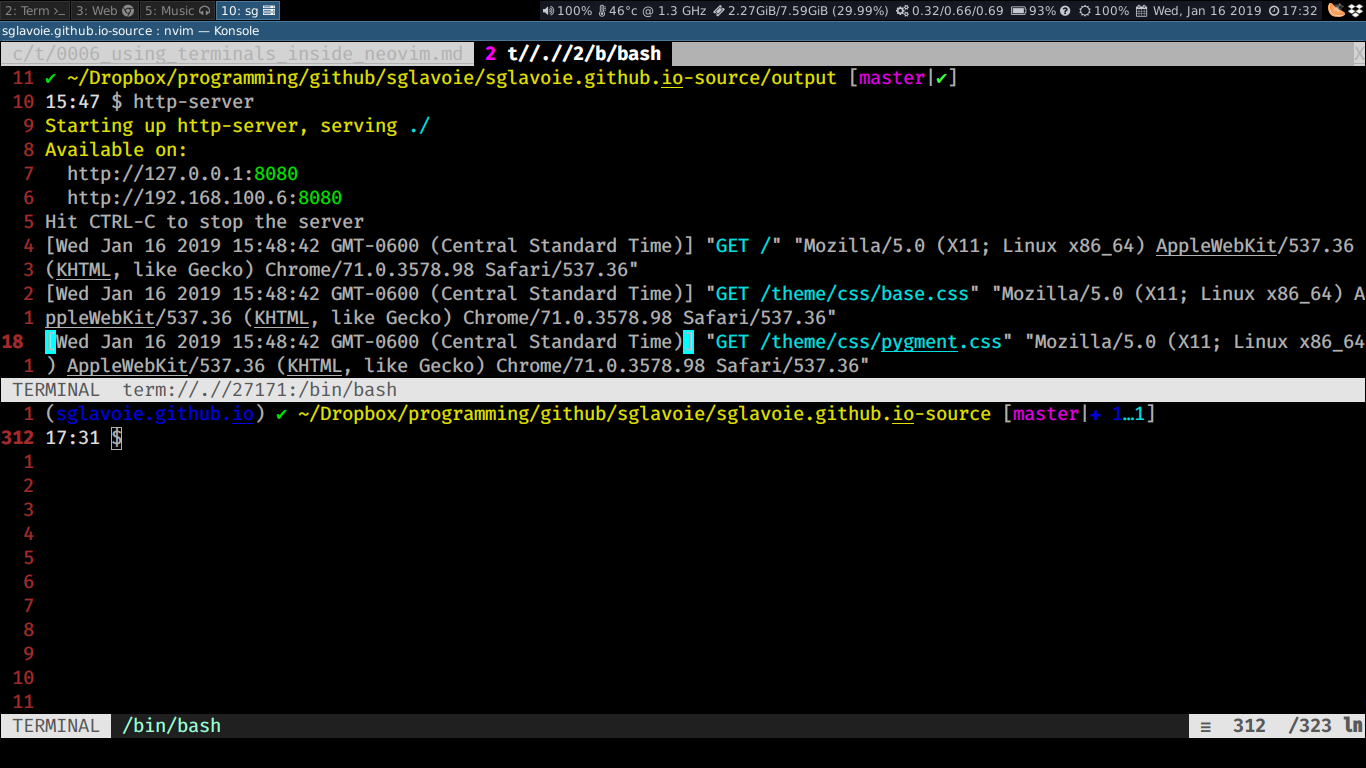 2: Term >_ 3: Web 5: Music 10: sg 100% 46°c @ 1.3 GHz 2.27GiB/7.59GiB (29.99%) 0.32/0.66/0.69 93% 100% Wed, Jan 16 2019 17:32
sglavoie.github.io-source : nvim — Konsole
c/t/0006_using_terminals_inside_neovim.md 2 t//.//2/b/bash X
11 ✔ ~/Dropbox/programming/github/sglavoie/sglavoie.github.io-source/output [master|✔]
10 15:47 $ http-server
9 Starting up http-server, serving ./
8 Available on:
7 http://127.0.0.1:8080
6 http://192.168.100.6:8080
5 Hit CTRL-C to stop the server
4 [Wed Jan 16 2019 15:48:42 GMT-0600 (Central Standard Time)] "GET /" "Mozilla/5.0 (X11; Linux x86_64) AppleWebKit/537.36
3 (KHTML, like Gecko) Chrome/71.0.3578.98 Safari/537.36"
2 [Wed Jan 16 2019 15:48:42 GMT-0600 (Central Standard Time)] "GET /theme/css/base.css" "Mozilla/5.0 (X11; Linux x86_64) A
1 ppleWebKit/537.36 (KHTML, like Gecko) Chrome/71.0.3578.98 Safari/537.36"
18 [Wed Jan 16 2019 15:48:42 GMT-0600 (Central Standard Time)] "GET /theme/css/pygment.css" "Mozilla/5.0 (X11; Linux x86_64
1 ) AppleWebKit/537.36 (KHTML, like Gecko) Chrome/71.0.3578.98 Safari/537.36"
TERMINAL term://.//27171:/bin/bash
1 (sglavoie.github.io) ✔ ~/Dropbox/programming/github/sglavoie/sglavoie.github.io-source [master|✚ 1…1]
312 17:31 $
1
2
3
4
5
6
7
8
9
10
11
TERMINAL /bin/bash ≡ 312 /323 ln